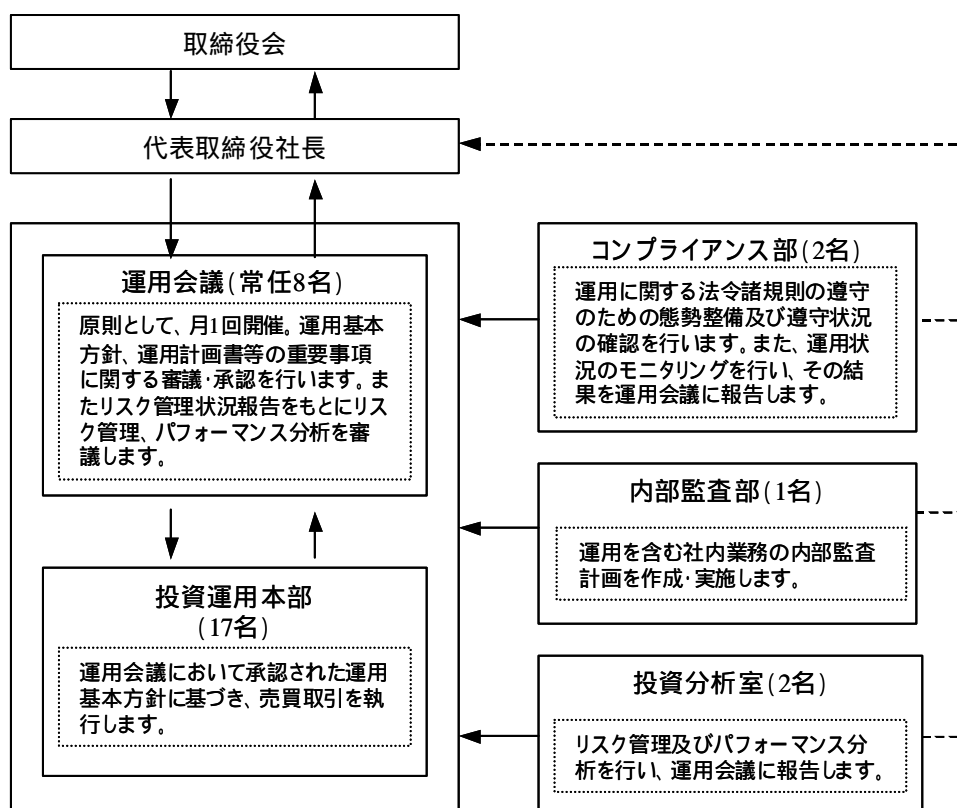 取締役会
代表取締役社長
運用会議(常任8名)
原則として、月1回開催。運用基本
方針、運用計画書等の重要事項
に関する審議・承認を行います。ま
たリスク管理状況報告をもとにリス
ク管理、パフォーマンス分析を審
議します。
投資運用本部
(17名)
運用会議において承認された運用
基本方針に基づき、売買取引を執
行します。
コンプライアンス部(2名)
運用に関する法令諸規則の遵守
のための態勢整備及び遵守状況
の確認を行います。また、運用状
況のモニタリングを行い、その結
果を運用会議に報告します。
内部監査部(1名)
運用を含む社内業務の内部監査
計画を作成・実施します。
投資分析室(2名)
リスク管理及びパフォーマンス分
析を行い、運用会議に報告します。